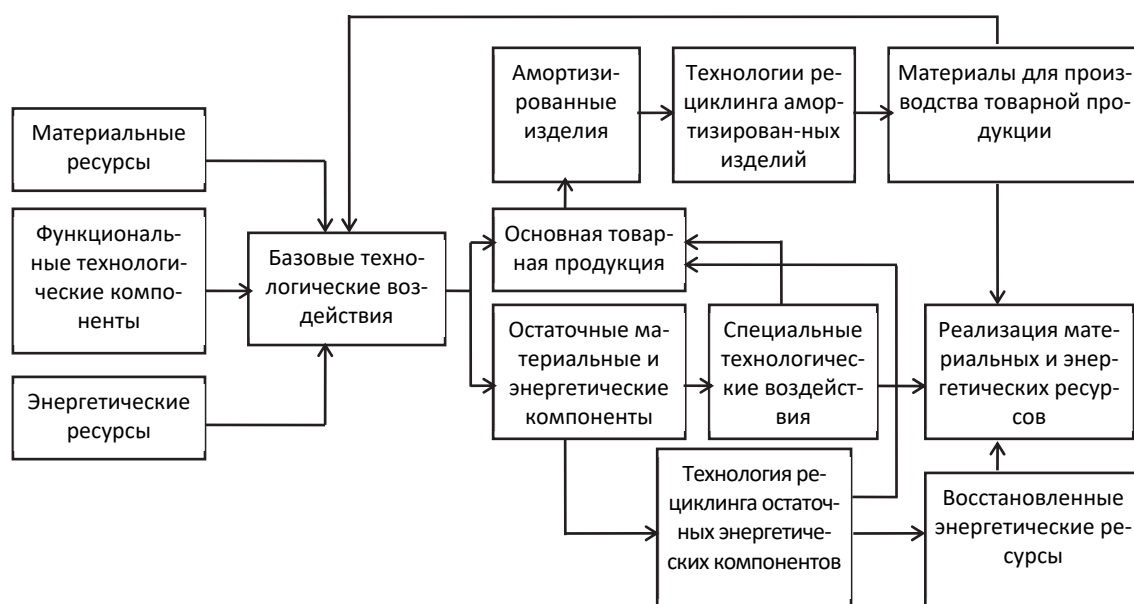 Материальные
ресурсы
Функциональ-
ные технологи-
ческие компо-
ненты
Энергетические
ресурсы
Базовые техно-
логические воз-
действия
Амортизи-
рованные
изделия
Технологии ре-
циклинга амор-
тизирован-ных
изделий
Материалы для произ-
водства товарной про-
дукции
Основная товар-
ная продукция
Остаточные ма-
териальные и
энергетические
компоненты
Специальные
технологичес-
кие воздейст-
вия
Реализация мате-
риальных и энер-
гетических ресур-
сов
Технология ре-
циклинга остаточ-
ных энергетиче-
ских компонентов
Восстановленные
энергетические ре-
сурсы